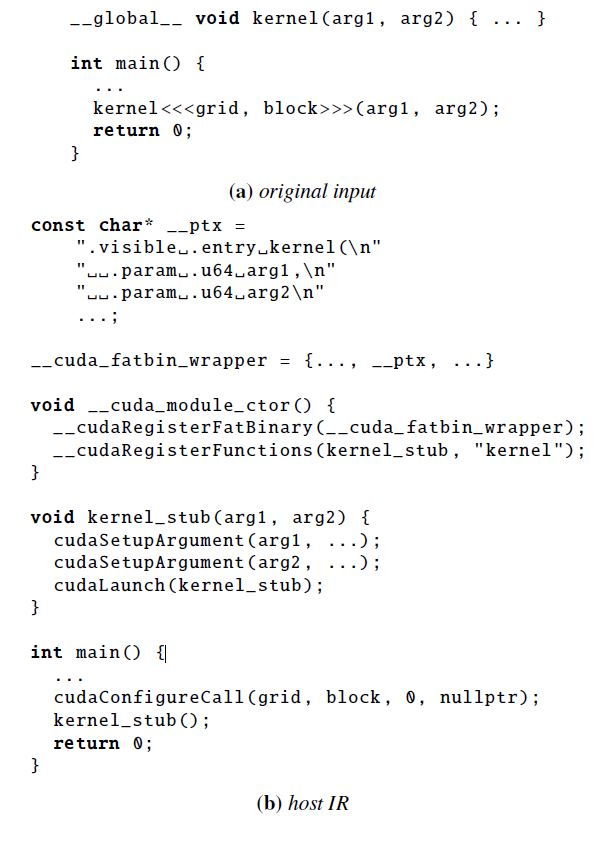 __global__ void kernel(arg1, arg2) { ... }
int main() {
...
kernel<<<grid, block>>>(arg1, arg2);
return 0;
}
(a) original input
const char* __ptx =
".visible␣.entry␣kernel(\n"
"␣␣.param␣.u64␣arg1,\n"
"␣␣.param␣.u64␣arg2\n"
...;
__cuda_fatbin_wrapper = {..., __ptx, ...}
void __cuda_module_ctor() {
__cudaRegisterFatBinary(__cuda_fatbin_wrapper);
__cudaRegisterFunctions(kernel_stub, "kernel");
}
void kernel_stub(arg1, arg2) {
cudaSetupArgument(arg1, ...);
cudaSetupArgument(arg2, ...);
cudaLaunch(kernel_stub);
}
int main() {
...
cudaConfigureCall(grid, block, 0, nullptr);
kernel_stub();
return 0;
}
(b) host IR